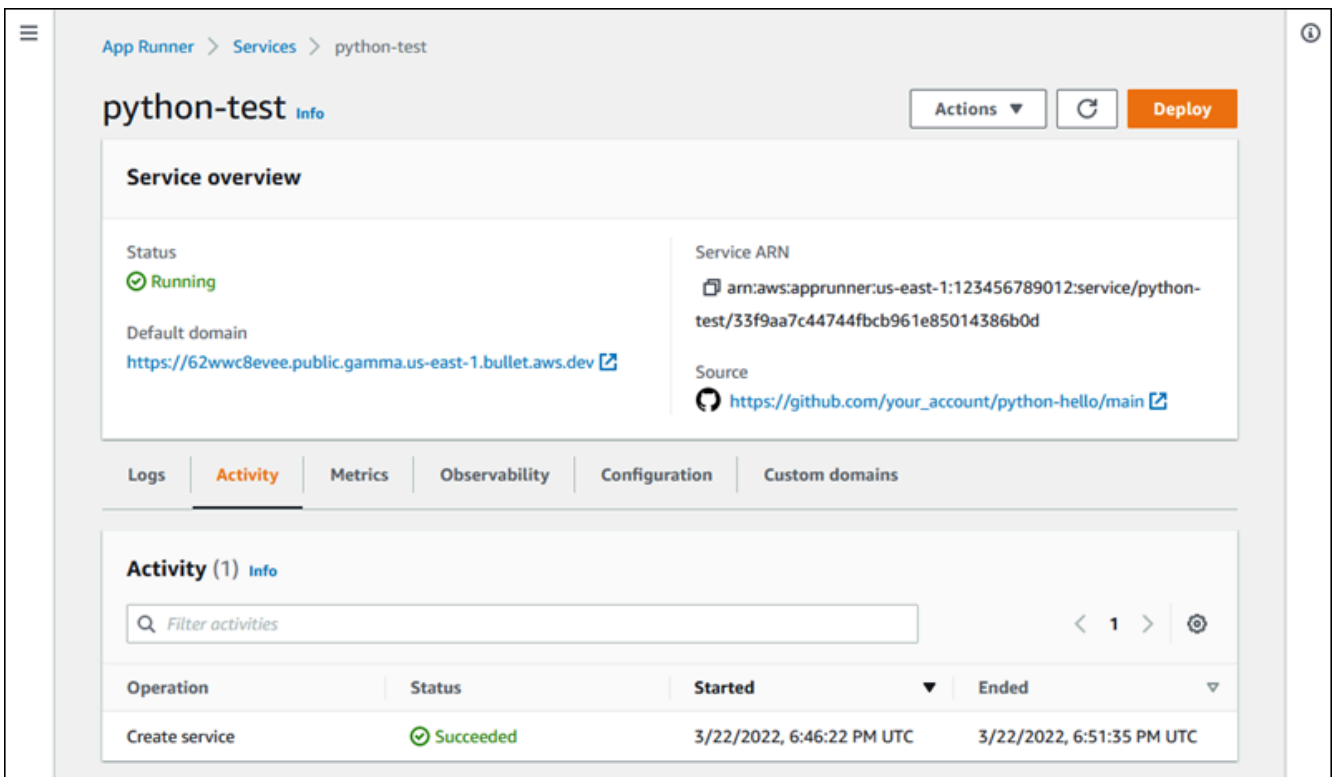 App Runner > Services > python-test
python-test Info
Actions ▼
Deploy
Service overview
Status
Running
Default domain
https://62wwc8evee.public.gamma.us-east-1.bullet.aws.dev
Service ARN
arn:aws:apprunner:us-east-1:123456789012:service/python-
test/33f9aa7c44744fbcb961e85014386b0d
Source
https://github.com/your_account/python-hello/main
Logs Activity Metrics Observability Configuration Custom domains
Activity (1) Info
Filter activities
< 1 >
Operation Status Started ▼ Ended ▽
Create service Succeeded 3/22/2022, 6:46:22 PM UTC 3/22/2022, 6:51:35 PM UTC